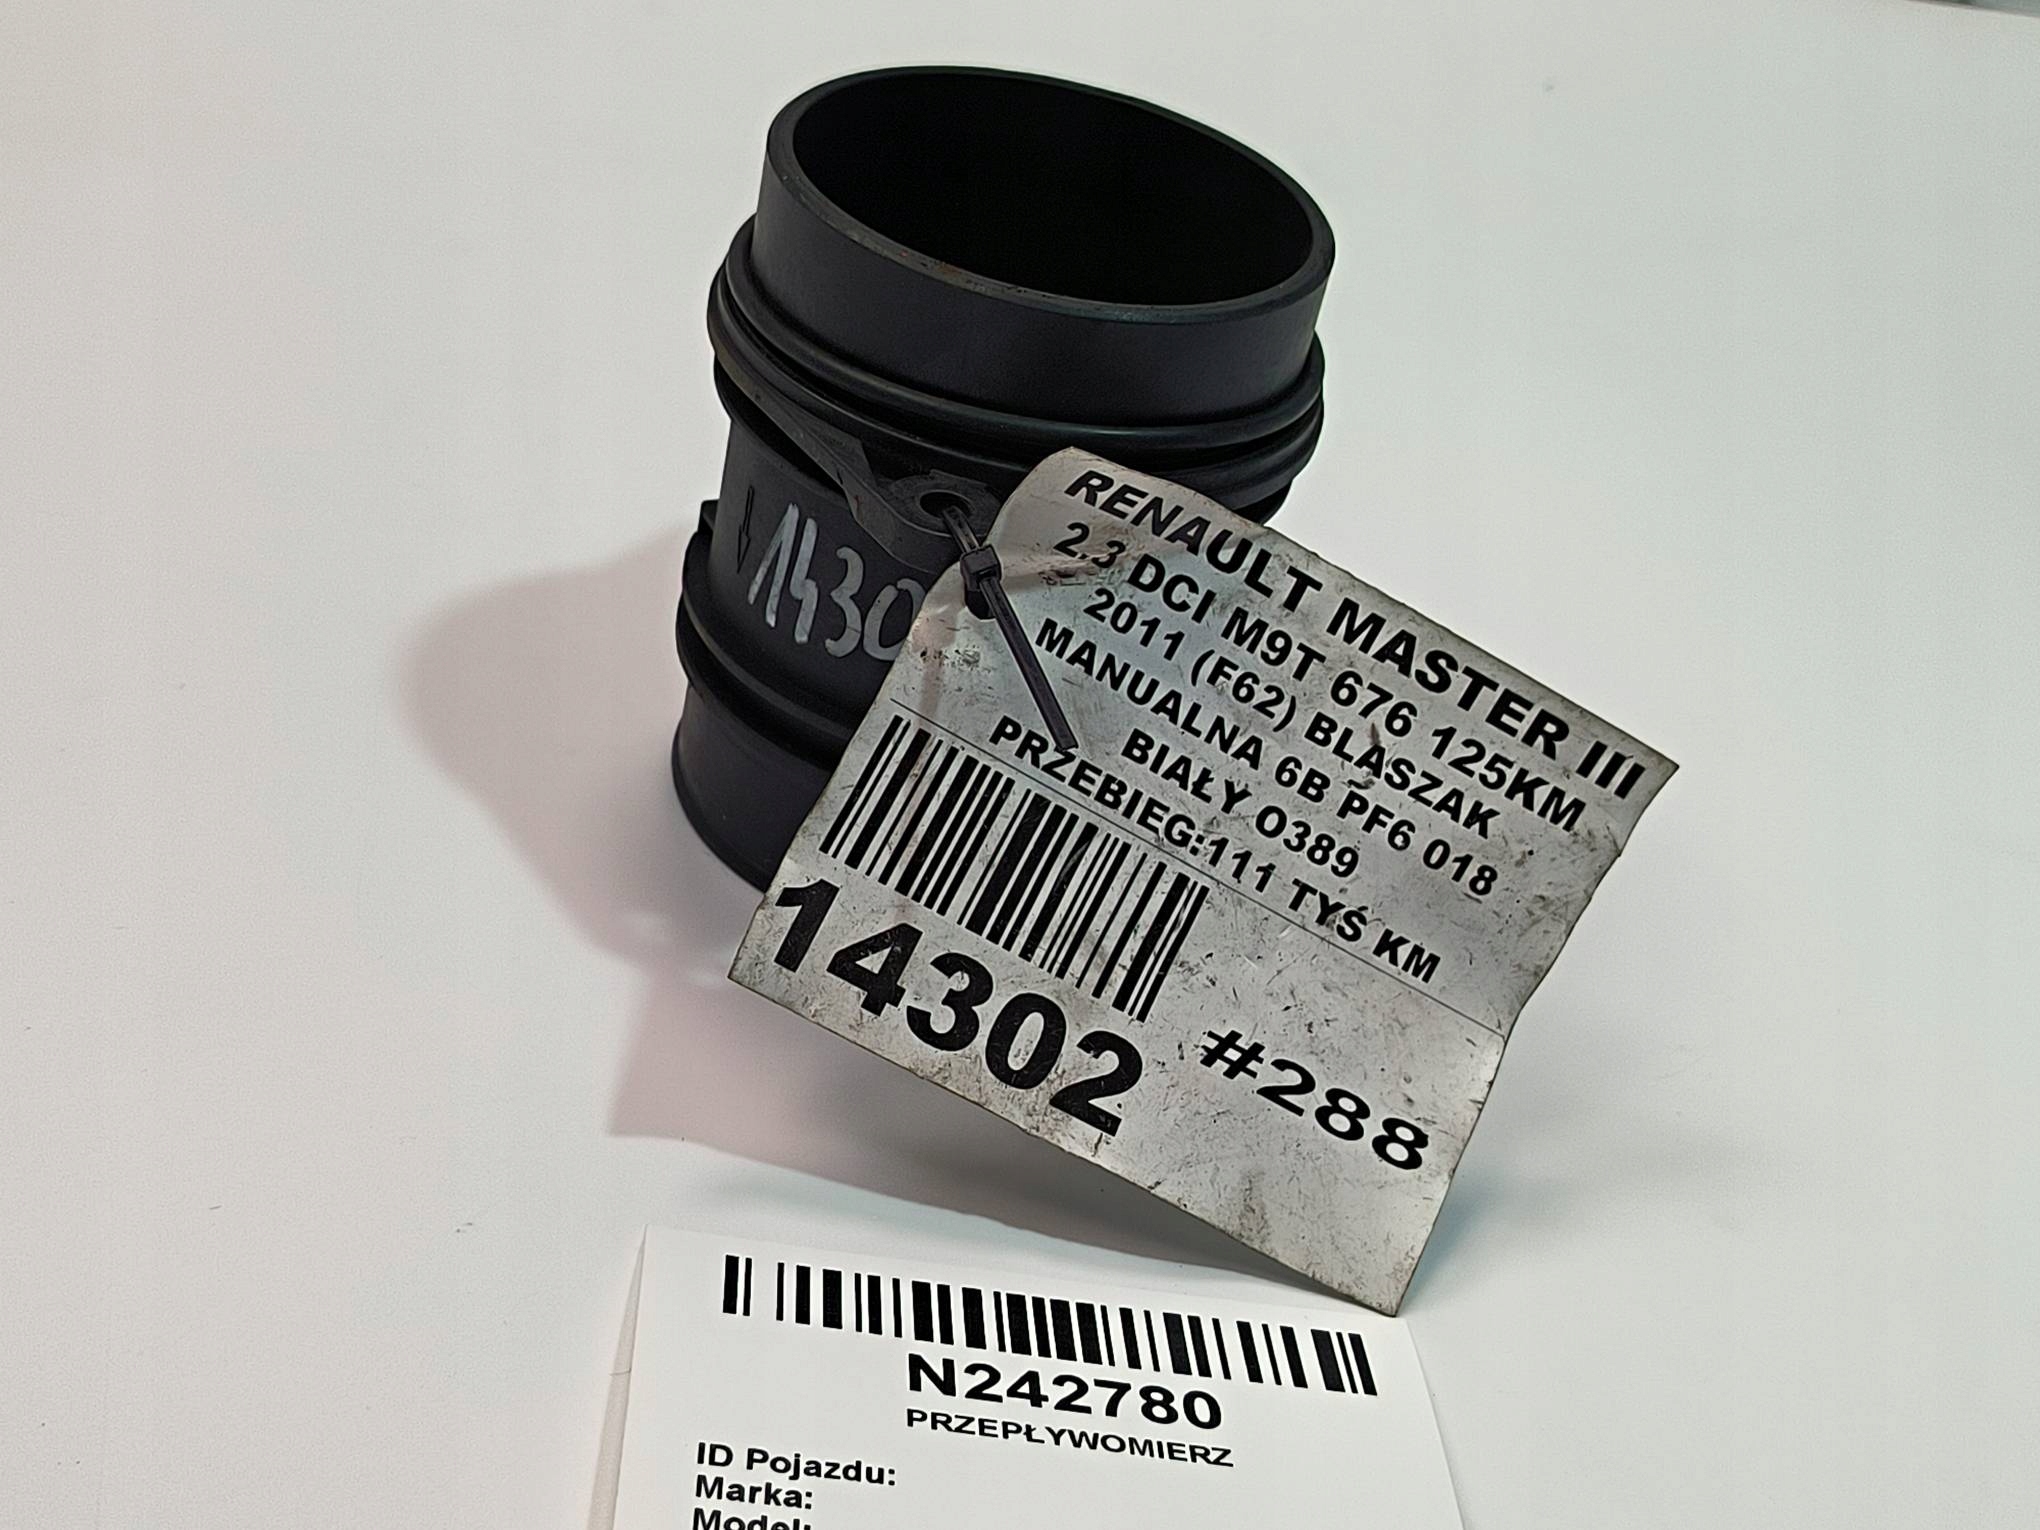 1430
RENAULT MASTER III
2,3 DCI M9T 676 125KM
2011 (F62) BLASZAK
MANUALNA 6B PF6 018
BIAŁY O389
PRZEBIEG:111 TYŚ KM
14302 #288
N242780
PRZEPŁYWOMIERZ
ID Pojazdu:
Marka:
Model: